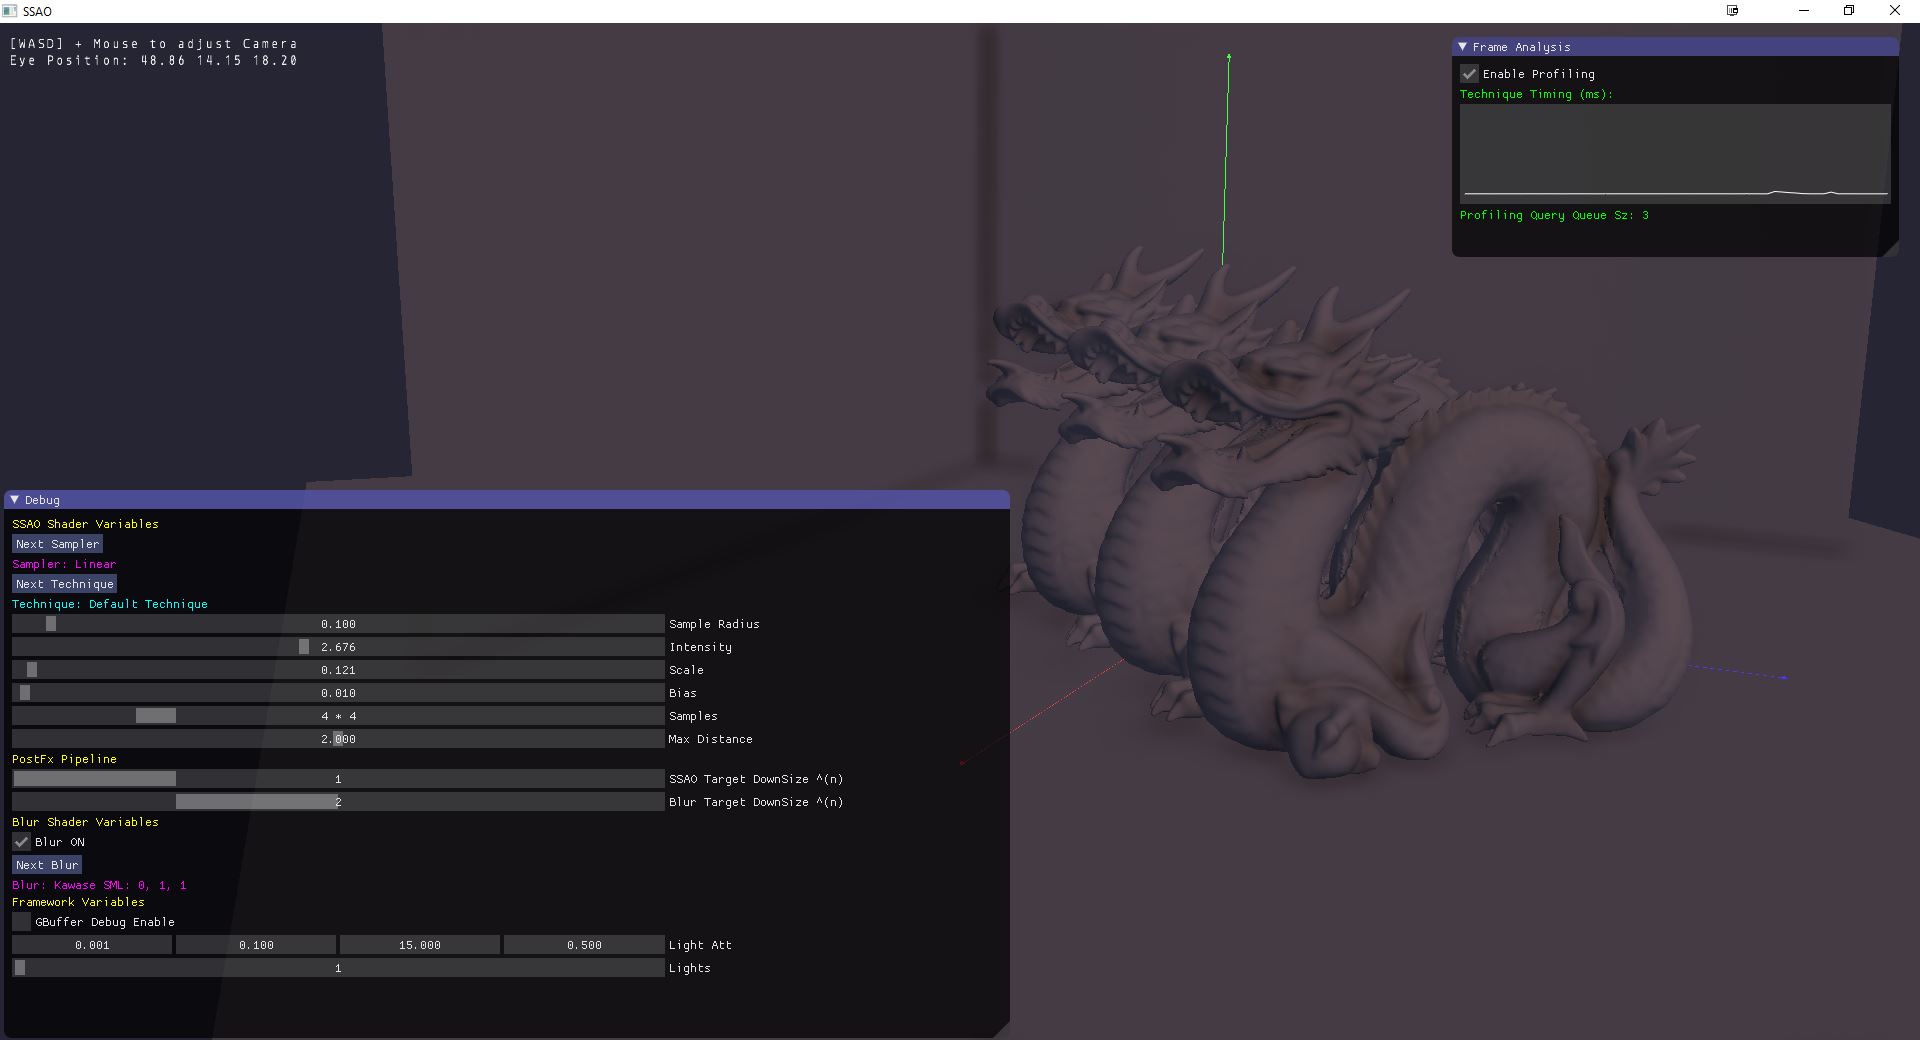 SSAO
[WASD] + Mouse to adjust Camera
Eye Position: 48.86 14.15 18.20
Frame Analysis
Enable Profiling
Technique Timing (ms):
Profiling Query Queue Sz: 3
Debug
SSAO Shader Variables
Next Sampler
Sampler: Linear
Next Technique
Technique: Default Technique
0.100 Sample Radius
2.676 Intensity
0.121 Scale
0.010 Bias
4 * 4 Samples
2.000 Max Distance
PostFx Pipeline
1 SSAO Target DownSize ^(n)
2 Blur Target DownSize ^(n)
Blur Shader Variables
Blur ON
Next Blur
Blur: Kawase SML: 0, 1, 1
Framework Variables
GBuffer Debug Enable
0.001 0.100 15.000 0.500 Light Att
1 Lights